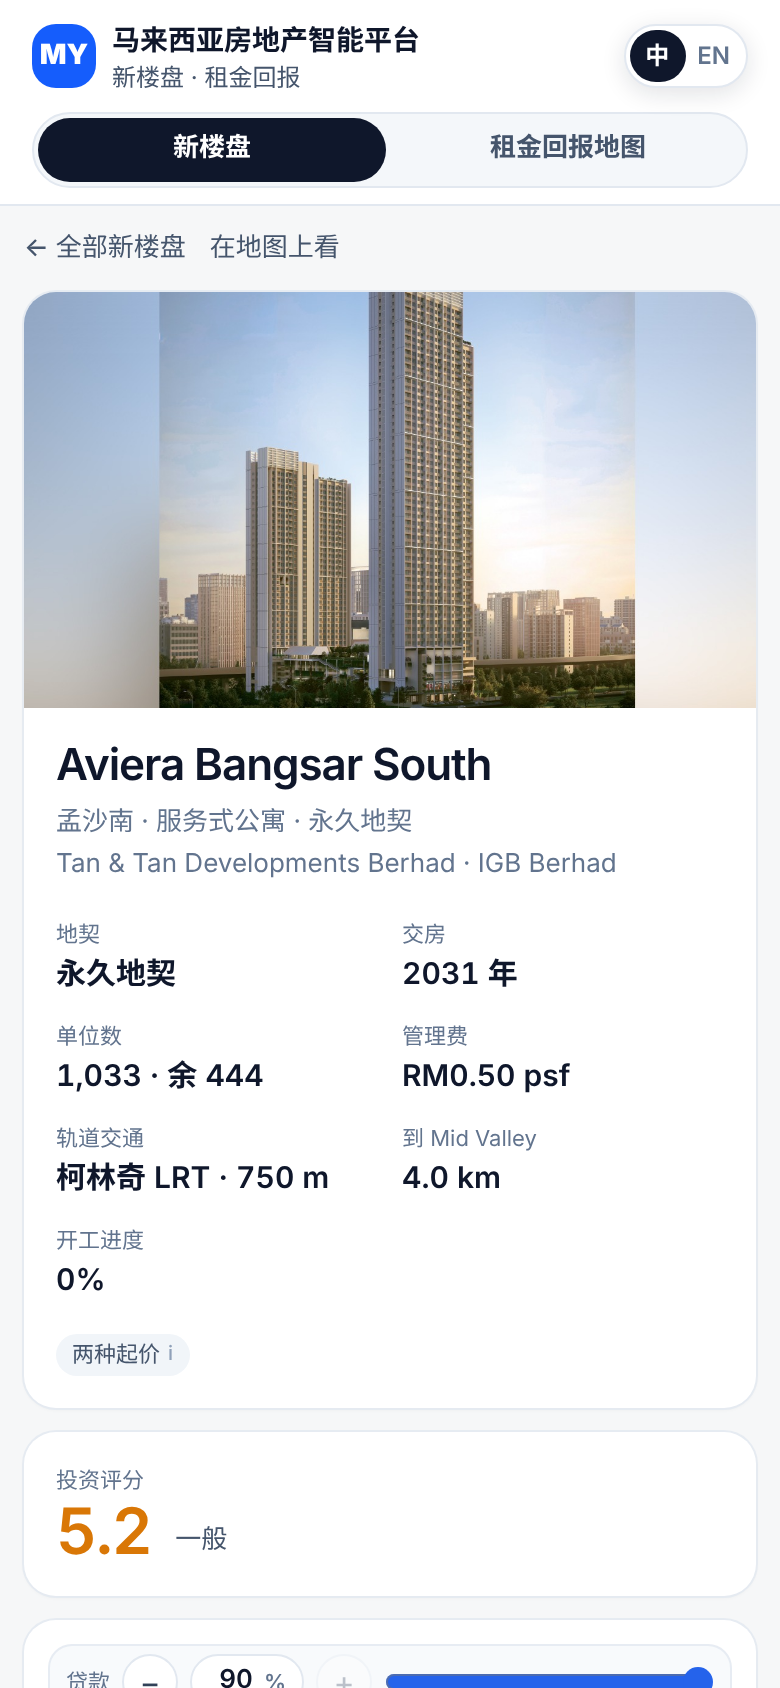 MY
马来西亚房地产智能平台
新楼盘 · 租金回报
中 EN
新楼盘 租金回报地图
← 全部新楼盘 在地图上看
Aviera Bangsar South
孟沙南 · 服务式公寓 · 永久地契
Tan & Tan Developments Berhad · IGB Berhad
地契 交房
永久地契 2031 年
单位数 管理费
1,033 · 余 444 RM0.50 psf
轨道交通 到 Mid Valley
柯林奇 LRT · 750 m 4.0 km
开工进度
0%
两种起价 i
投资评分
5.2 一般
贷款 − 90 % +